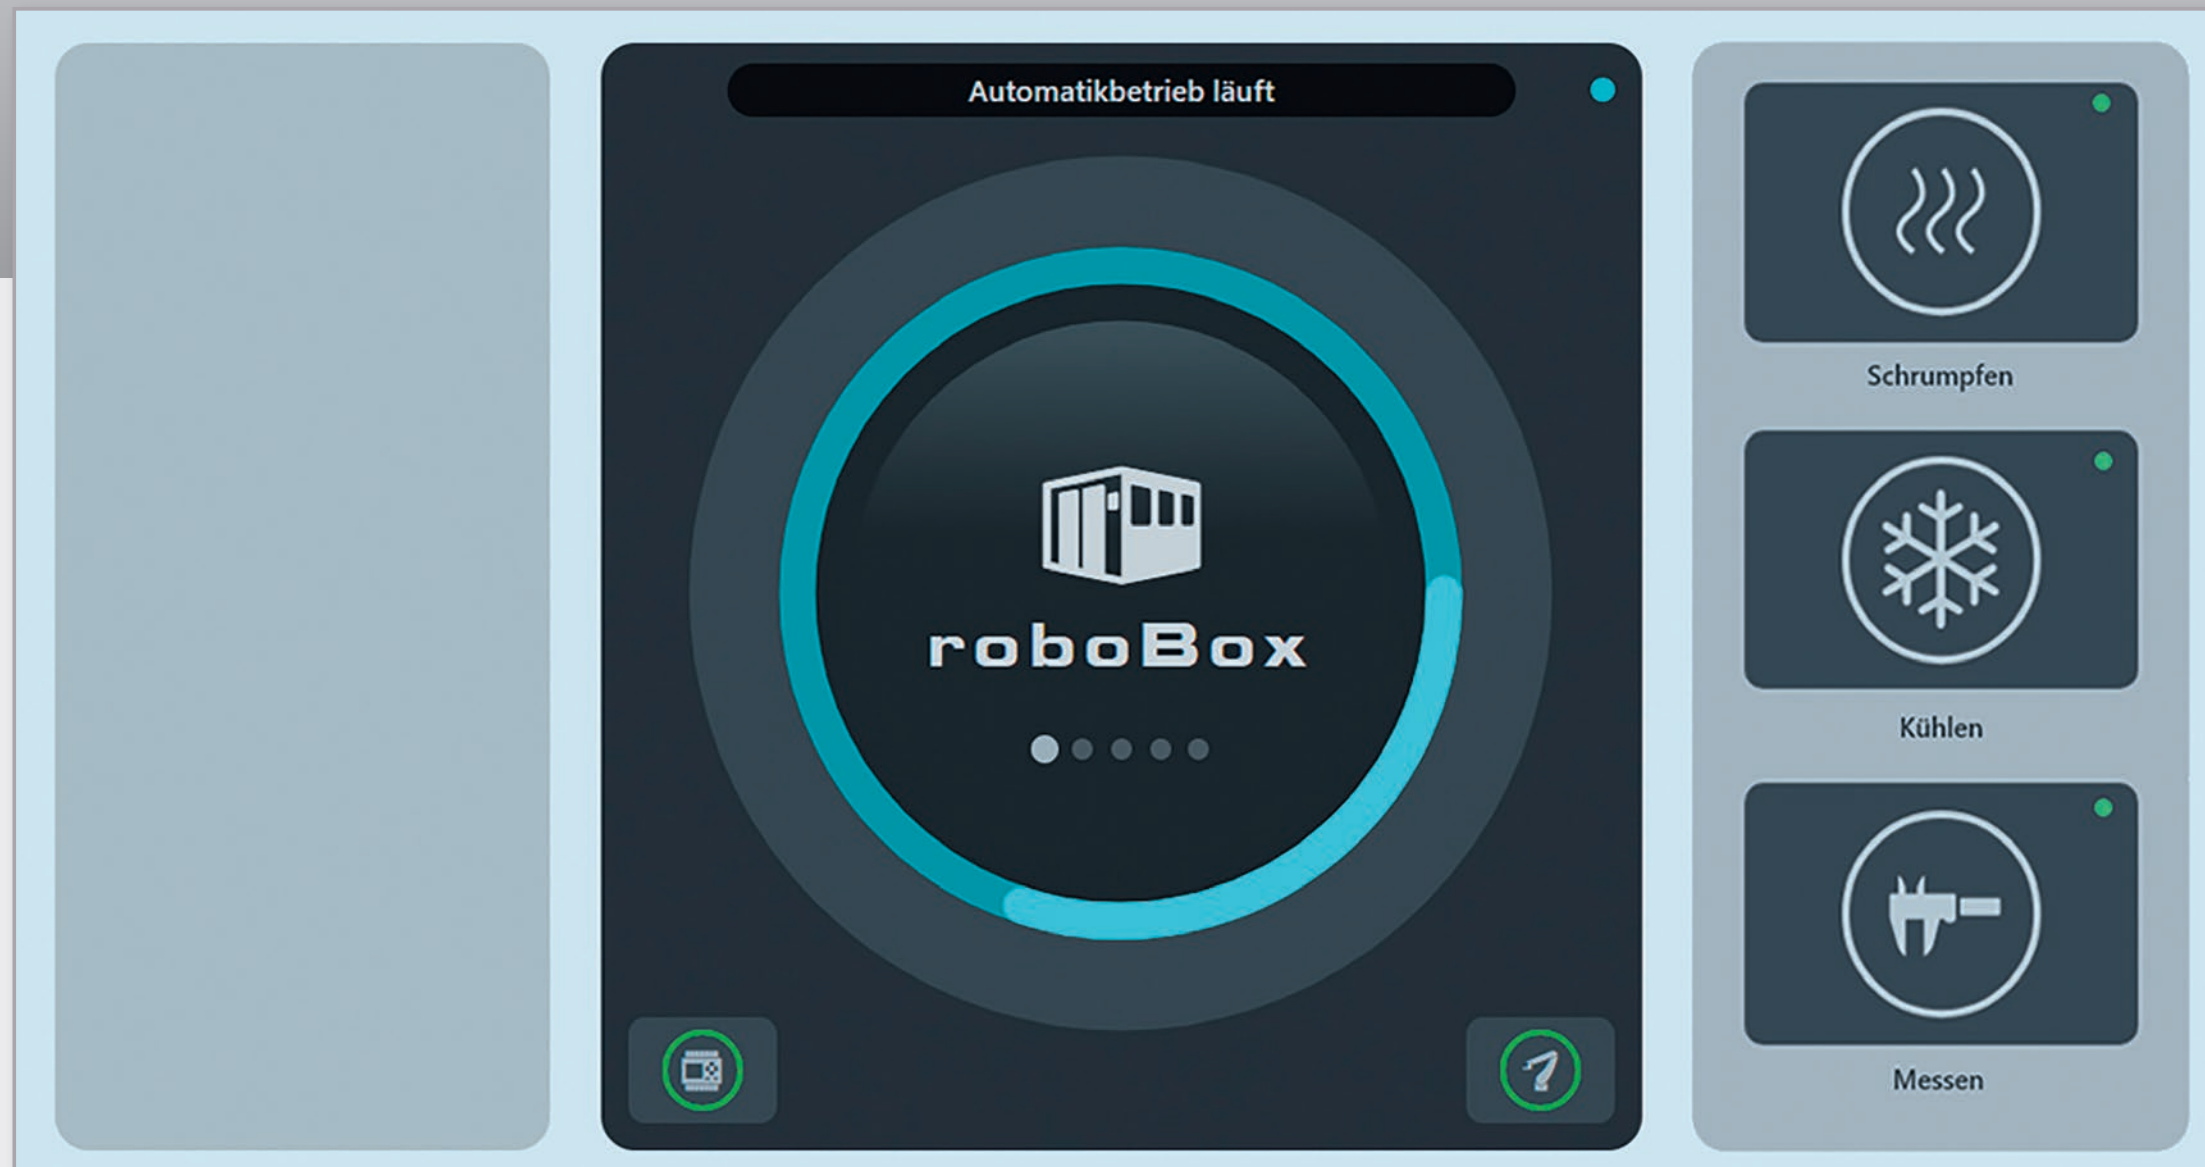 Automatikbetrieb läuft
roboBox
Schrumpfen
Kühlen
Messen